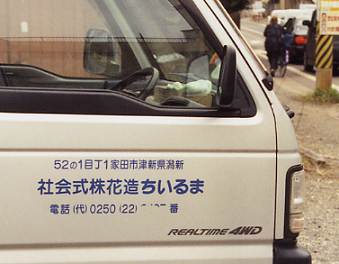 52の1目丁1家田市津新県潟新
社会式株花造ちいるま
電話(代)0250(22) 番
REALTIME 4WD